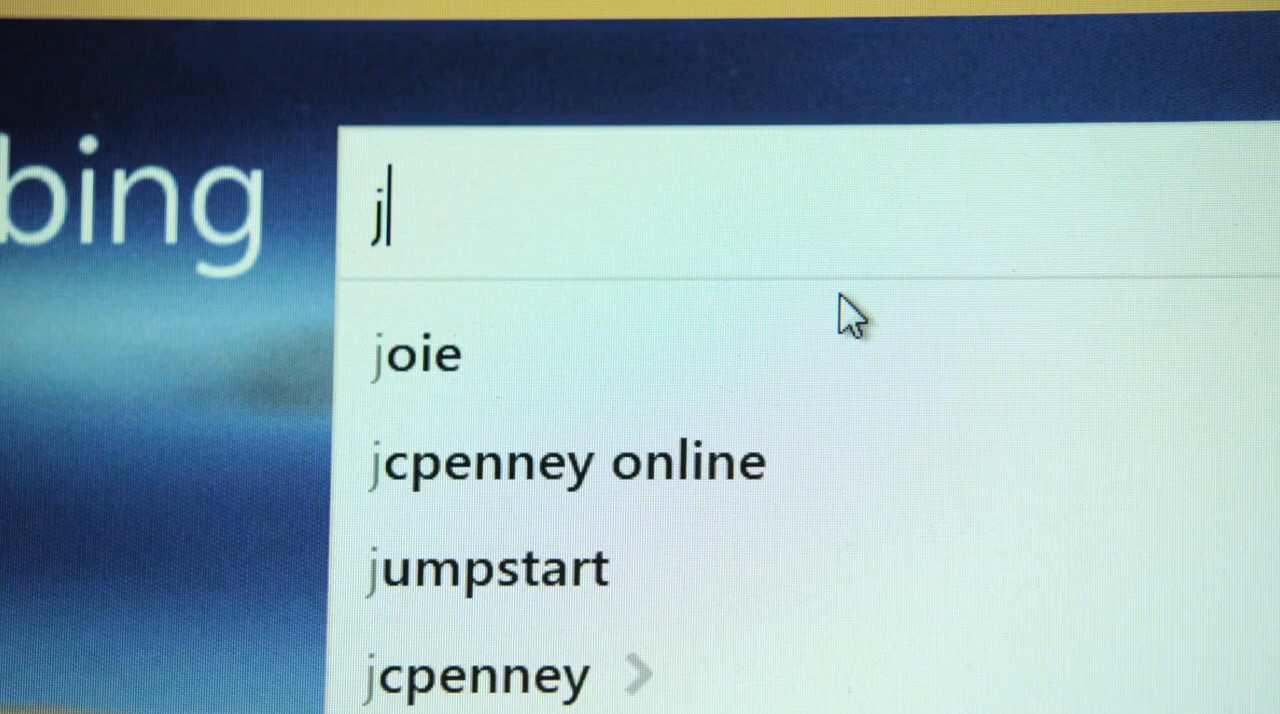 bing
j
joie
jcpenney online
jumpstart
jcpenney